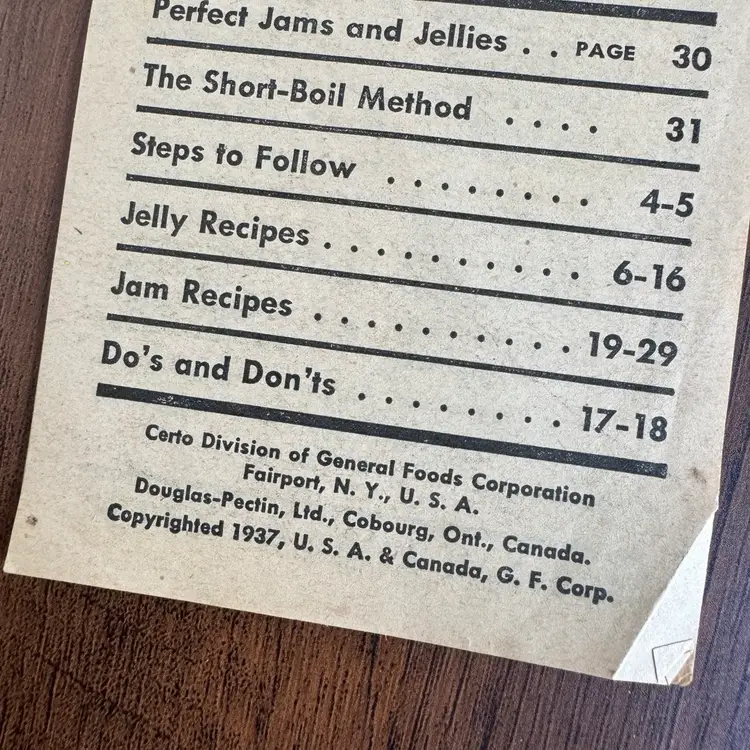 Perfect Jams and Jellies . . PAGE 30
The Short-Boil Method . . . . 31
Steps to Follow . . . . . . . . 4-5
Jelly Recipes . . . . . . . . . . 6-16
Jam Recipes . . . . . . . . . . 19-29
Do's and Don'ts . . . . . . . . 17-18
Certo Division of General Foods Corporation
Fairport, N. Y., U. S. A.
Douglas-Pectin, Ltd., Cobourg, Ont., Canada.
Copyrighted 1937, U. S. A. & Canada, G. F. Corp.